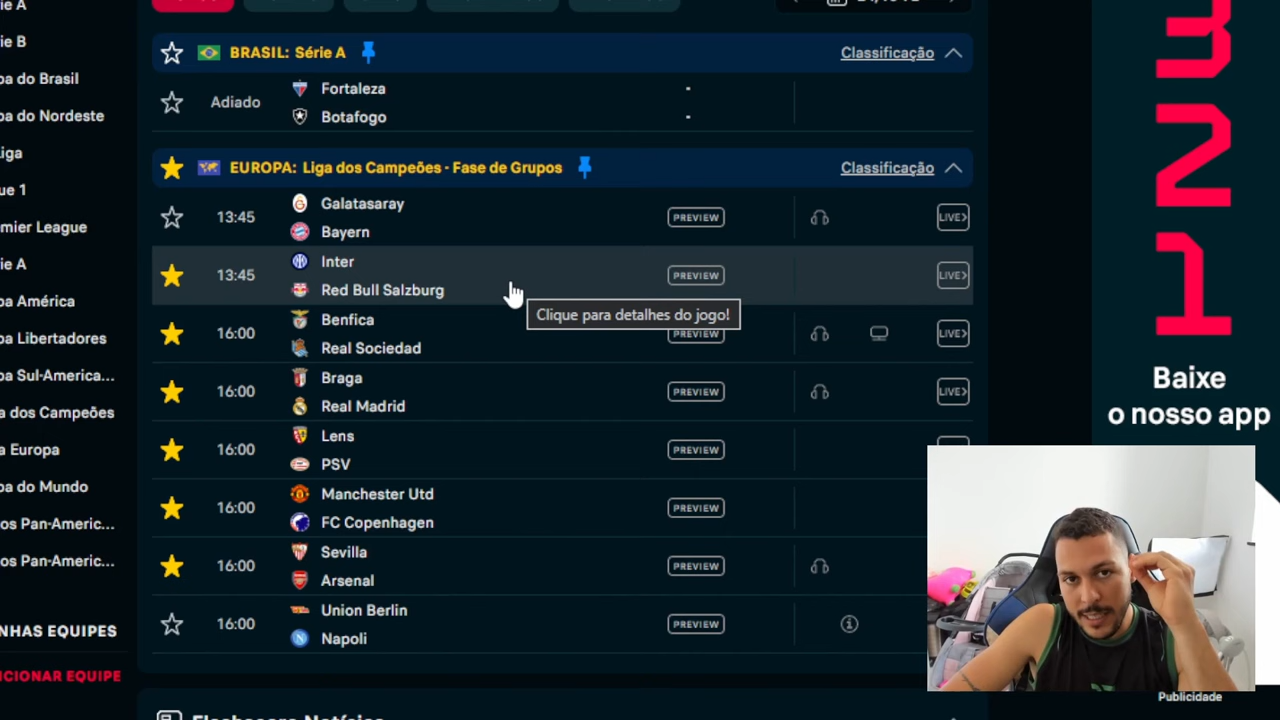 ie A
BRASIL: Série A
Classificação
ie B
Adiado
Fortaleza
-
Botafogo
-
pa do Brasil
pa do Nordeste
iga
EUROPA: Liga dos Campeões - Fase de Grupos
Classificação
ue 1
13:45
Galatasaray
Bayern
PREVIEW
LIVE
mier League
ie A
13:45
Inter
Red Bull Salzburg
PREVIEW
LIVE
Clique para detalhes do jogo!
pa América
pa Libertadores
16:00
Benfica
Real Sociedad
PREVIEW
LIVE
pa Sul-America...
16:00
Braga
Real Madrid
PREVIEW
LIVE
a dos Campeões
a Europa
16:00
Lens
PSV
PREVIEW
pa do Mundo
16:00
Manchester Utd
FC Copenhagen
PREVIEW
os Pan-Americ...
os Pan-Americ...
16:00
Sevilla
Arsenal
PREVIEW
16:00
Union Berlin
Napoli
PREVIEW
NHAS EQUIPES
ICIONAR EQUIPE
Baixe
o nosso app
Publicidade